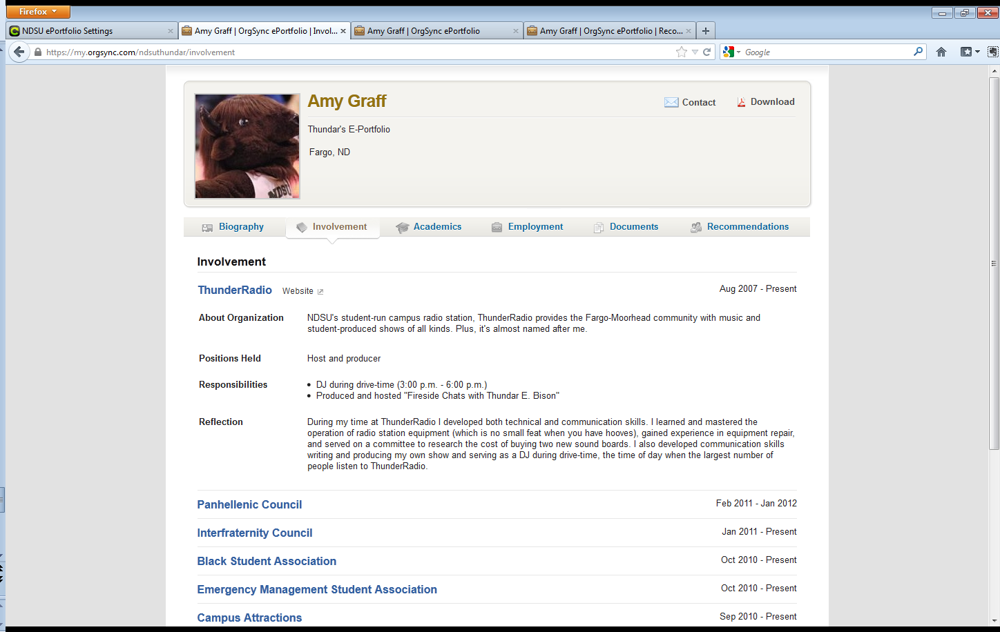 Firefox
NDSU ePortfolio Settings
Amy Graff | OrgSync ePortfolio | Invol...
Amy Graff | OrgSync ePortfolio
Amy Graff | OrgSync ePortfolio | Reco...
https://my.orgsync.com/ndsuthundar/involvement
Google
Amy Graff
Contact
Download
Thundar's E-Portfolio
Fargo, ND
NDSU
Biography
Involvement
Academics
Employment
Documents
Recommendations
Involvement
ThunderRadio Website
Aug 2007 - Present
About Organization
NDSU's student-run campus radio station, ThunderRadio provides the Fargo-Moorhead community with music and
student-produced shows of all kinds. Plus, it's almost named after me.
Positions Held
Host and producer
Responsibilities
• DJ during drive-time (3:00 p.m. - 6:00 p.m.)
• Produced and hosted "Fireside Chats with Thundar E. Bison"
Reflection
During my time at ThunderRadio I developed both technical and communication skills. I learned and mastered the
operation of radio station equipment (which is no small feat when you have hooves), gained experience in equipment repair,
and served on a committee to research the cost of buying two new sound boards. I also developed communication skills
writing and producing my own show and serving as a DJ during drive-time, the time of day when the largest number of
people listen to ThunderRadio.
Panhellenic Council
Feb 2011 - Jan 2012
Interfraternity Council
Jan 2011 - Present
Black Student Association
Oct 2010 - Present
Emergency Management Student Association
Oct 2010 - Present
Campus Attractions
Sep 2010 - Present